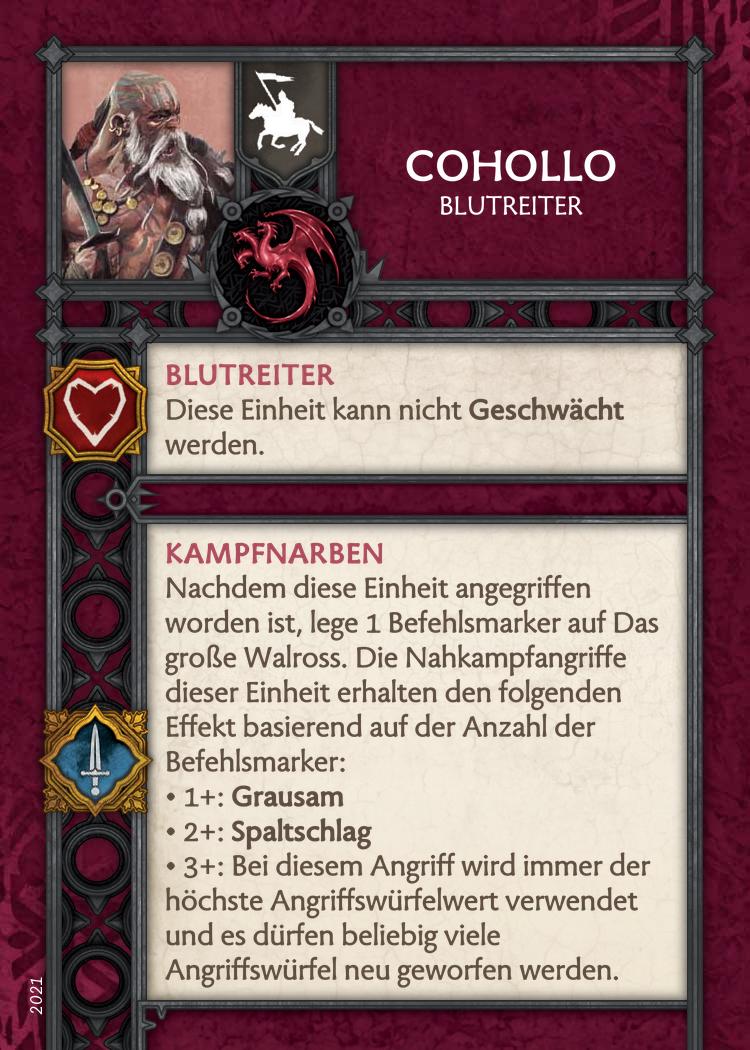 COHOLLO
BLUTREITER
BLUTREITER
Diese Einheit kann nicht Geschwächt
werden.
KAMPFNARBEN
Nachdem diese Einheit angegriffen
worden ist, lege 1 Befehlsmarker auf Das
große Walross. Die Nahkampfangriffe
dieser Einheit erhalten den folgenden
Effekt basierend auf der Anzahl der
Befehlsmarker:
• 1+: Grausam
• 2+: Spaltschlag
• 3+: Bei diesem Angriff wird immer der
höchste Angriffswürfelwert verwendet
und es dürfen beliebig viele
Angriffswürfel neu geworfen werden.
2021